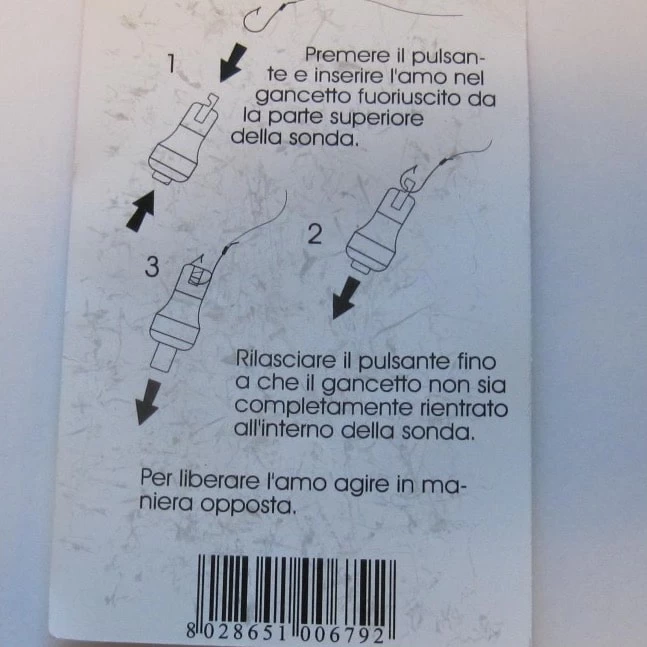 1
Premere il pulsan-
te e inserire l'amo nel
gancetto fuoriuscito da
la parte superiore
della sonda.
2
3
Rilasciare il pulsante fino
a che il gancetto non sia
completamente rientrato
all'interno della sonda.
Per liberare l'amo agire in ma-
niera opposta.
8 028651 006792